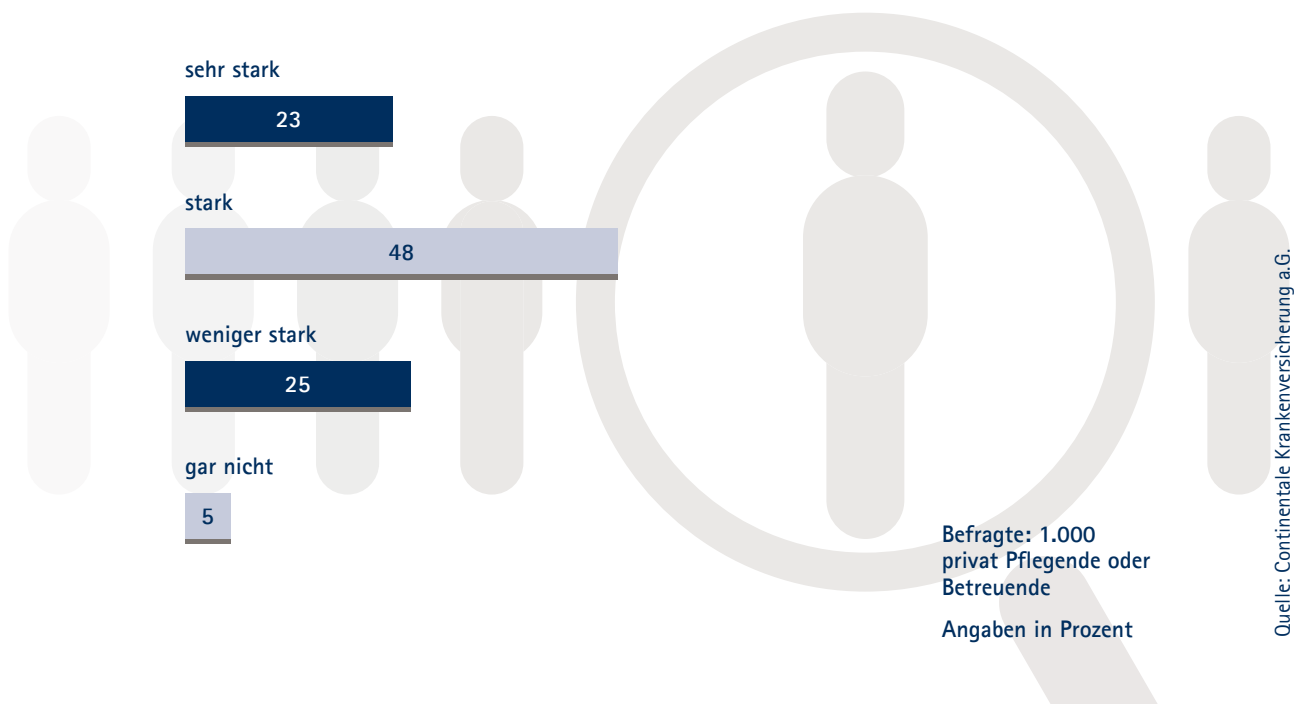 sehr stark
23
stark
48
weniger stark
25
gar nicht
5
Befragte: 1.000
privat Pflegende oder
Betreuende
Angaben in Prozent
Quelle: Continentale Krankenversicherung a.G.